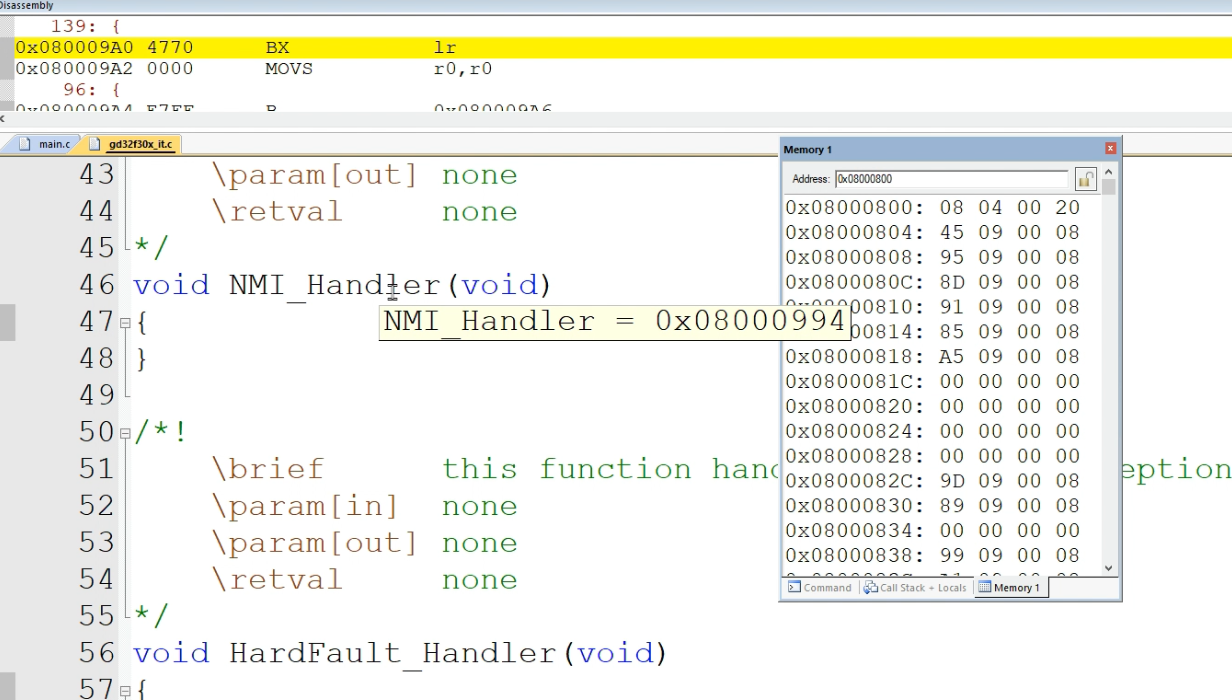 Disassembly
139: {
0x080009A0 4770 BX lr
0x080009A2 0000 MOVS r0,r0
96: {
0x080009A4 E7FE B 0x080009A6
main.c gd32f30x_it.c
43 \param[out] none
44 \retval none
45 */
46 void NMI_Handler(void)
47 {
NMI_Handler = 0x08000994
48 }
49
50 /*!
51 \brief this function hand
eption
52 \param[in] none
53 \param[out] none
54 \retval none
55 */
56 void HardFault_Handler(void)
57 {
Memory 1
Address: 0x08000800
0x08000800: 08 04 00 20
0x08000804: 45 09 00 08
0x08000808: 95 09 00 08
0x0800080C: 8D 09 00 08
0x08000810: 91 09 00 08
0x08000814: 85 09 00 08
0x08000818: A5 09 00 08
0x0800081C: 00 00 00 00
0x08000820: 00 00 00 00
0x08000824: 00 00 00 00
0x08000828: 00 00 00 00
0x0800082C: 9D 09 00 08
0x08000830: 89 09 00 08
0x08000834: 00 00 00 00
0x08000838: 99 09 00 08
Command Call Stack + Locals Memory 1